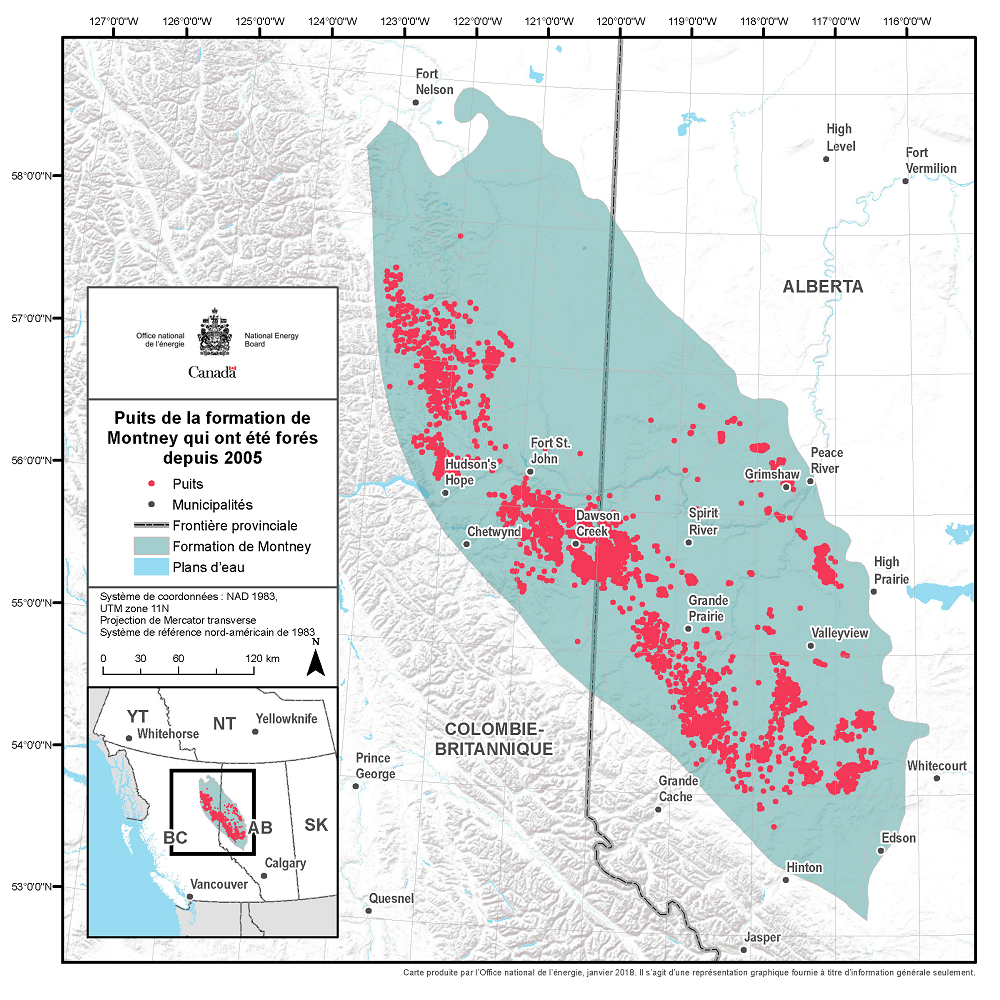 127°0'0"W
126°0'0"W
125°0'0"W
124°0'0"W
123°0'0"W
122°0'0"W
121°0'0"W
120°0'0"W
119°0'0"W
118°0'0"W
117°0'0"W
116°0'0"W
58°0'0"N
57°0'0"N
56°0'0"N
55°0'0"N
54°0'0"N
53°0'0"N
Fort
Nelson
High
Level
Fort
Vermilion
ALBERTA
Fort St.
John
Hudson's
Hope
Peace
River
Grimshaw
Dawson
Creek
Spirit
River
Chetwynd
High
Prairie
Grande
Prairie
Valleyview
COLOMBIE-
BRITANNIQUE
Prince
George
Whitecourt
Grande
Cache
Edson
Hinton
Quesnel
Jasper
Office national
de l'énergie
National Energy
Board
Canada
Puits de la formation de
Montney qui ont été forés
depuis 2005
Puits
Municipalités
Frontière provinciale
Formation de Montney
Plans d'eau
Système de coordonnées : NAD 1983,
UTM zone 11N
Projection de Mercator transverse
Système de référence nord-américain de 1983
N
0 30 60 120 km
YT
NT
Yellowknife
Whitehorse
BC
AB
SK
Calgary
Vancouver
Carte produite par l'Office national de l'énergie, janvier 2018. Il s'agit d'une représentation graphique fournie à titre d'information générale seulement.